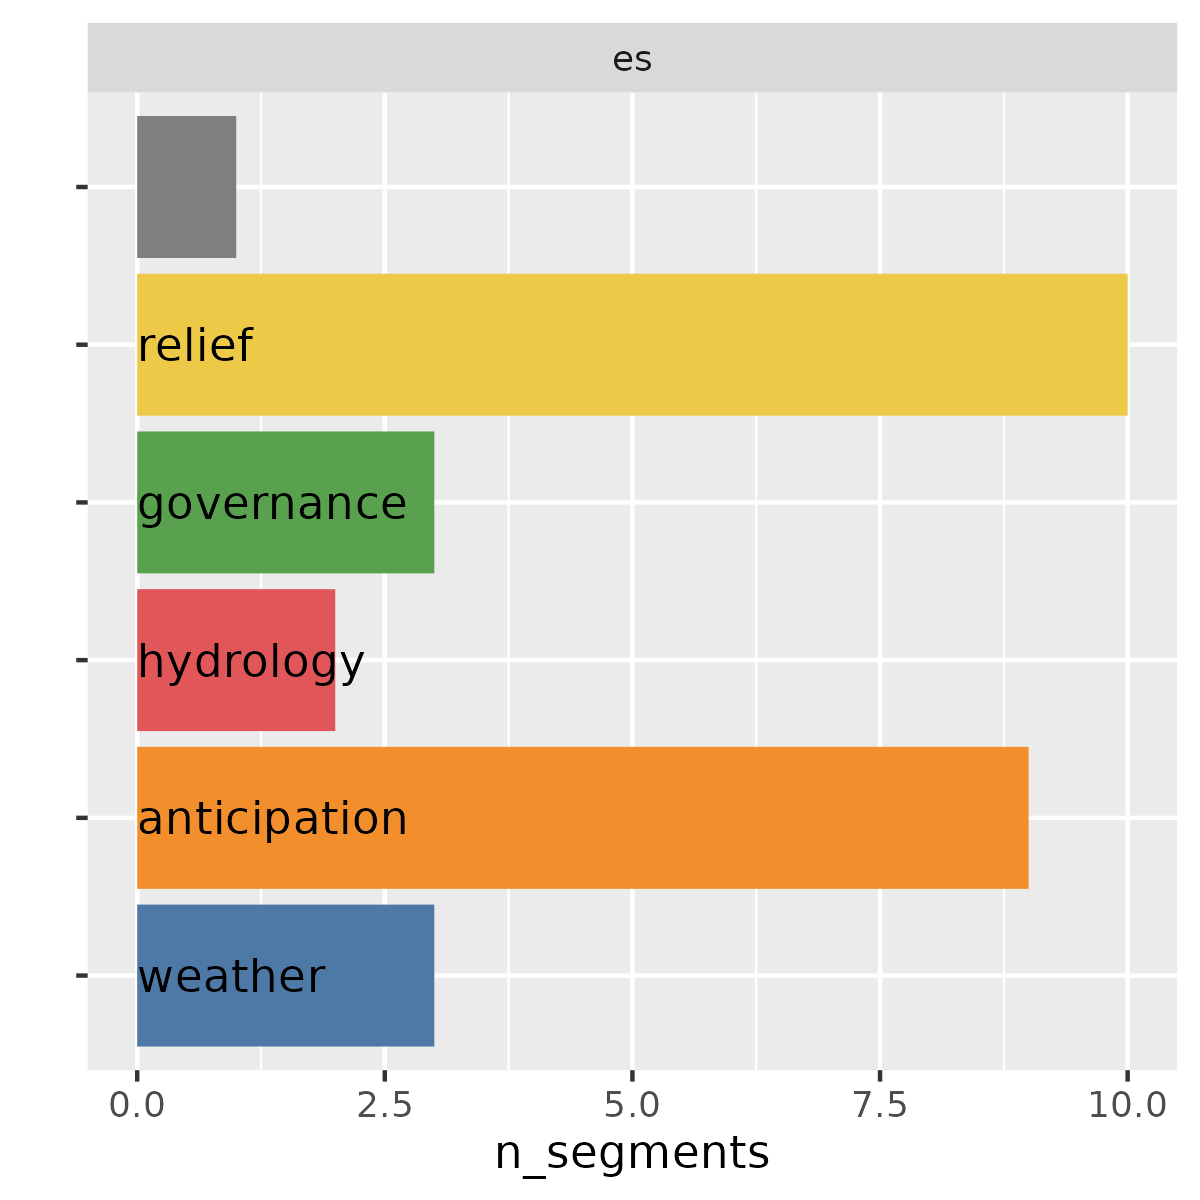 es
relief
governance
hydrology
anticipation
weather
0.0 2.5 5.0 7.5 10.0
n_segments